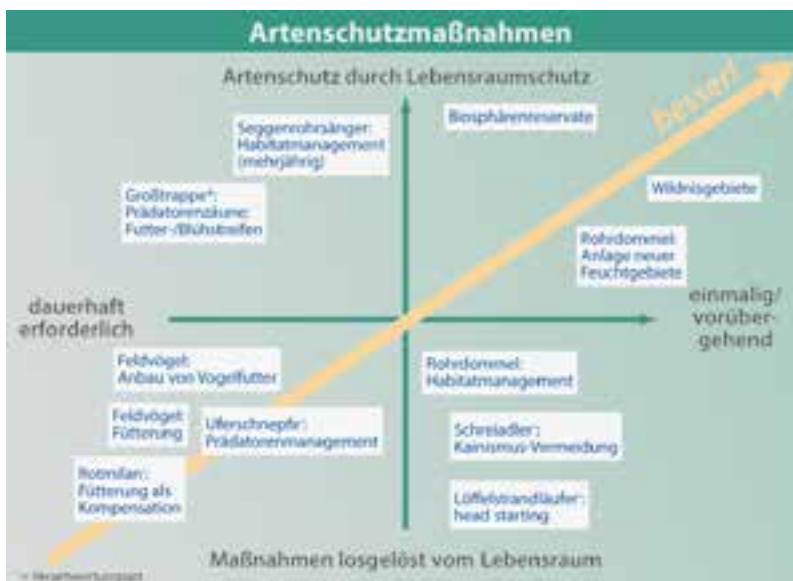 Artenschutzmaßnahmen
Artenschutz durch Lebensraumschutz
besser!
Biosphärenreservate
Seggenrohrsänger:
Habitatmanagement
(mehrjährig)
Großtrappe*:
Prädatorenzäune;
Futter-/Blühstreifen
Wildnisgebiete
Rohrdommel:
Anlage neuer
Feuchtgebiete
dauerhaft
erforderlich
einmalig/
vorüber-
gehend
Feldvögel:
Anbau von Vogelfutter
Rohrdommel:
Habitatmanagement
Feldvögel:
Fütterung
Uferschnepfe*:
Prädatorenmanagement
Schreiadler*:
Kainismus-Vermeidung
Rotmilan*:
Fütterung als
Kompensation
Löffelstrandläufer*:
head starting
Maßnahmen losgelöst vom Lebensraum
* = Verantwortungsart